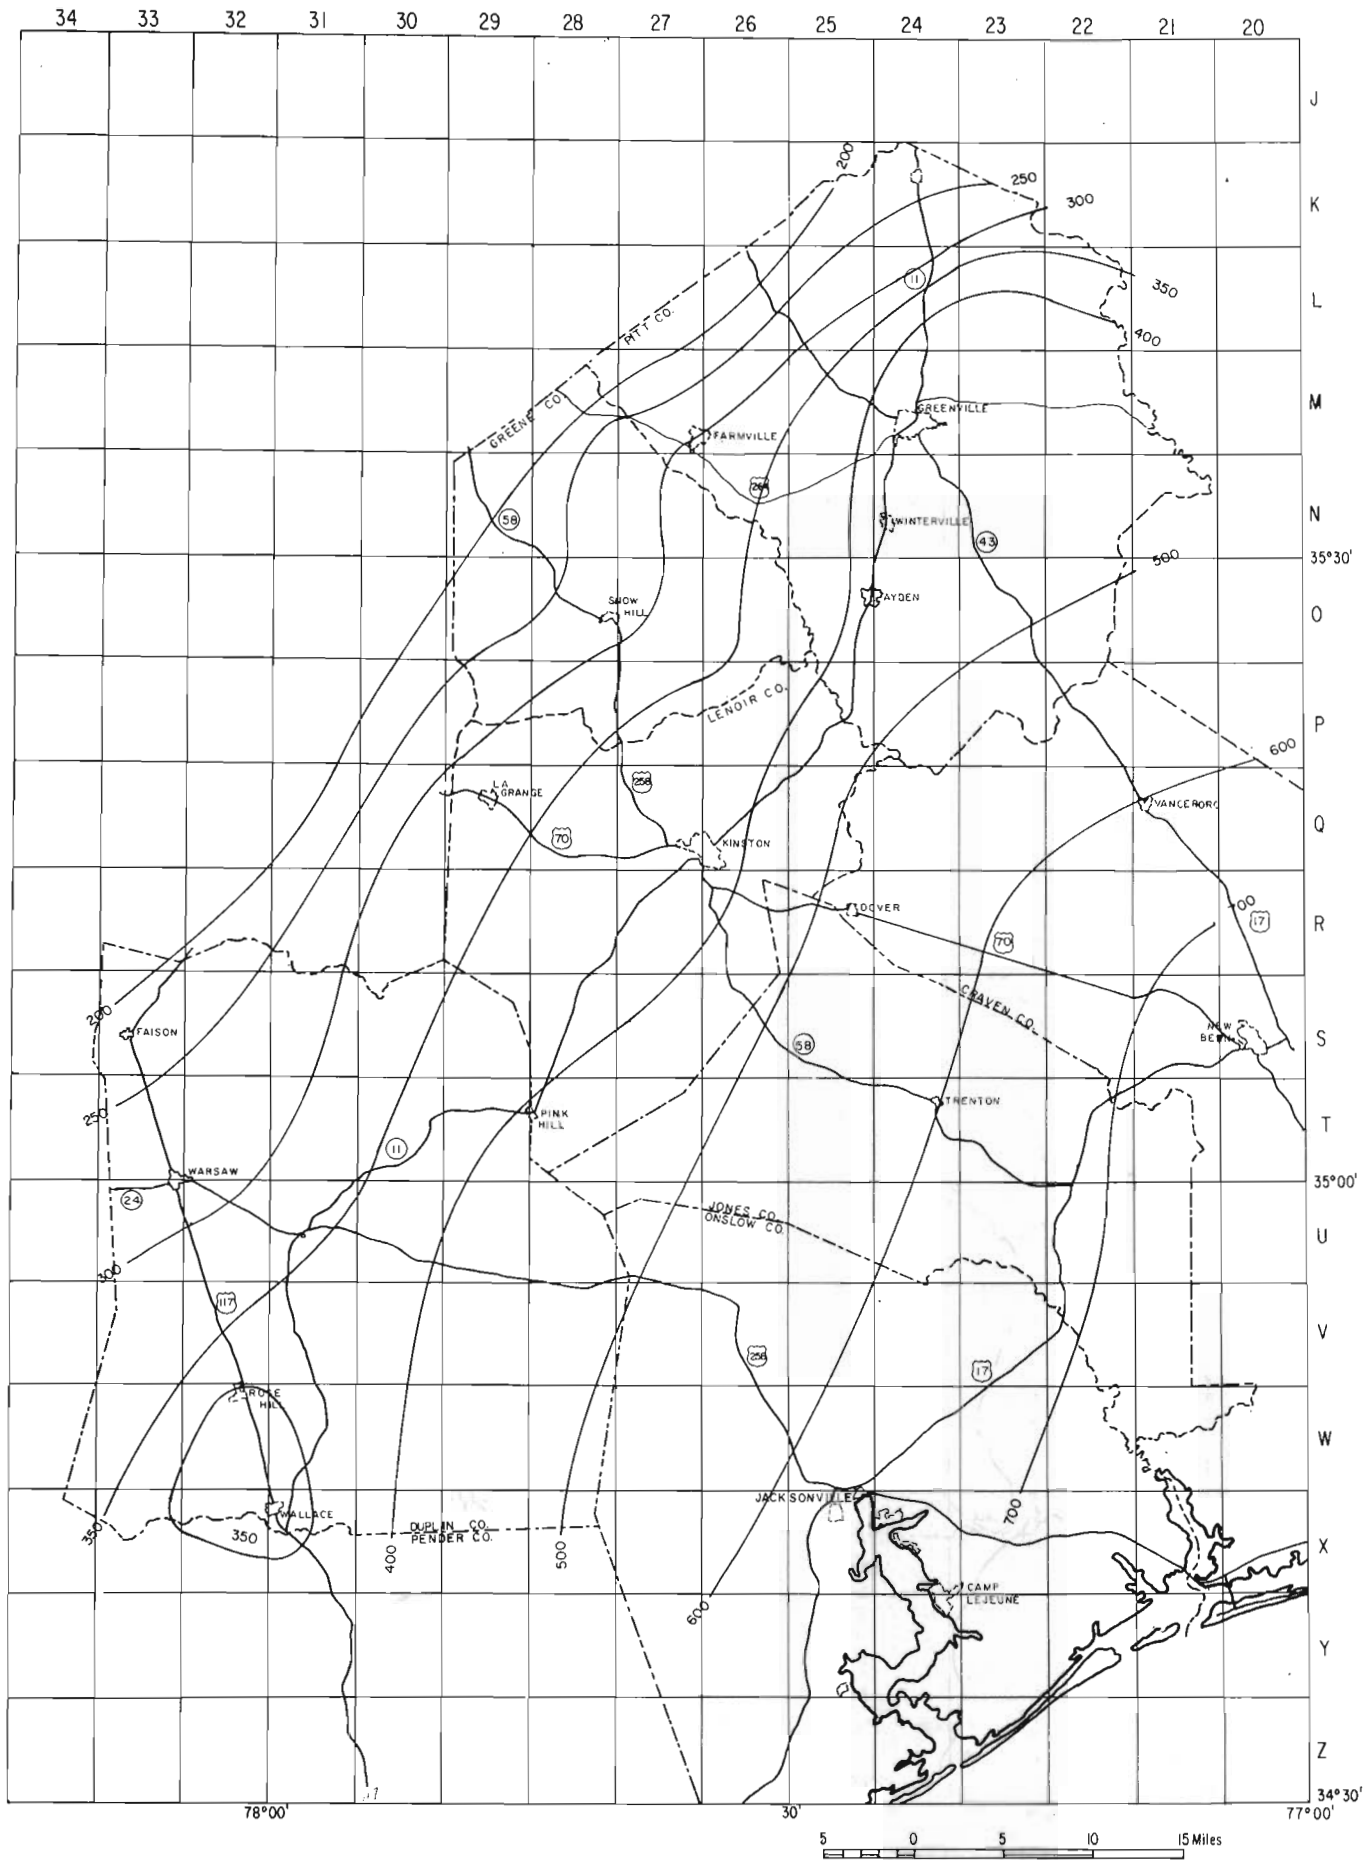 34 33 32 31 30 29 28 27 26 25 24 23 22 21 20
J
200
250
K
300
11
L
350
PITT CO.
400
GREENE CO.
M
GREENVILLE
FARMVILLE
264
58
N
WINTERVILLE
43
35°30'
500
SNOW
HILL
AYDEN
O
LENOIR CO.
P
600
LA
GRANGE
258
VANCEBORO
70
KINSTON
Q
DOVER
17
R
70
CRAVEN CO.
200
FAISON
NEW
BERN
S
58
250
TRENTON
PINK
HILL
T
11
WARSAW
24
35°00'
JONES CO.
ONSLOW CO.
U
300
117
V
258
17
ROSE
HILL
W
JACKSONVILLE
700
WALLACE
350
350
DUPLIN CO.
PENDER CO.
400
500
X
CAMP
LEJEUNE
600
Y
Z
34°30'
78°00'
30'
77°00'
5 0 5 10 15 Miles